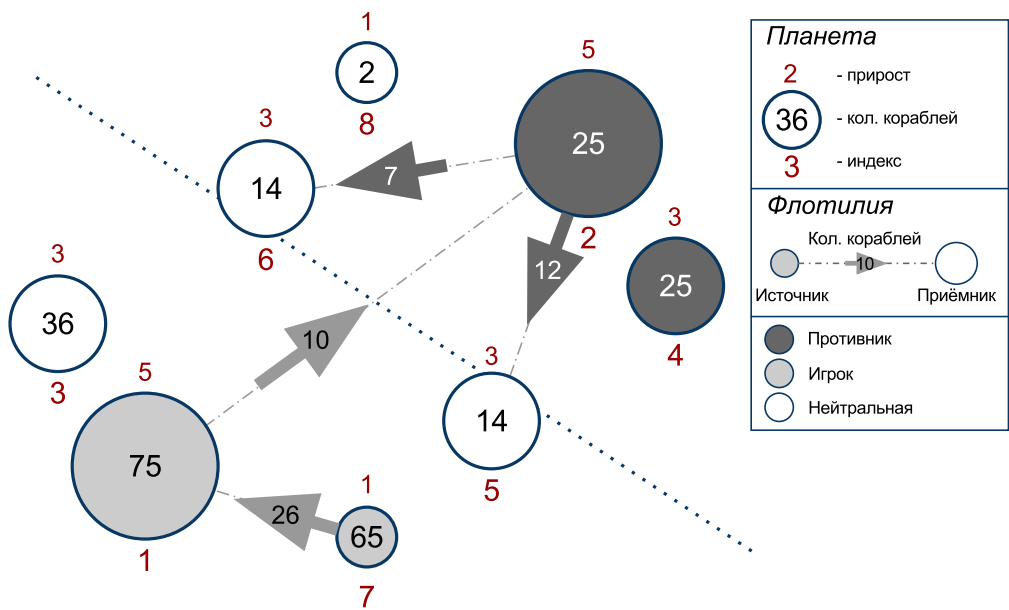 1
2
8
5
25
2
3
14
6
7
12
3
25
4
3
36
3
10
5
75
1
3
14
5
26
1
65
7
Планета
2 - прирост
36 - кол. кораблей
3 - индекс
Флотилия
Кол. кораблей
10
Источник Приёмник
Противник
Игрок
Нейтральная